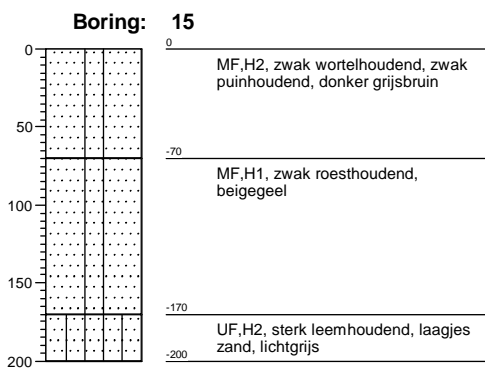 Boring: 15
0
0
MF,H2, zwak wortelhoudend, zwak
puinhoudend, donker grijsbruin
50
-70
MF,H1, zwak roesthoudend,
beigegeel
100
150
-170
UF,H2, sterk leemhoudend, laagjes
zand, lichtgrijs
200
-200